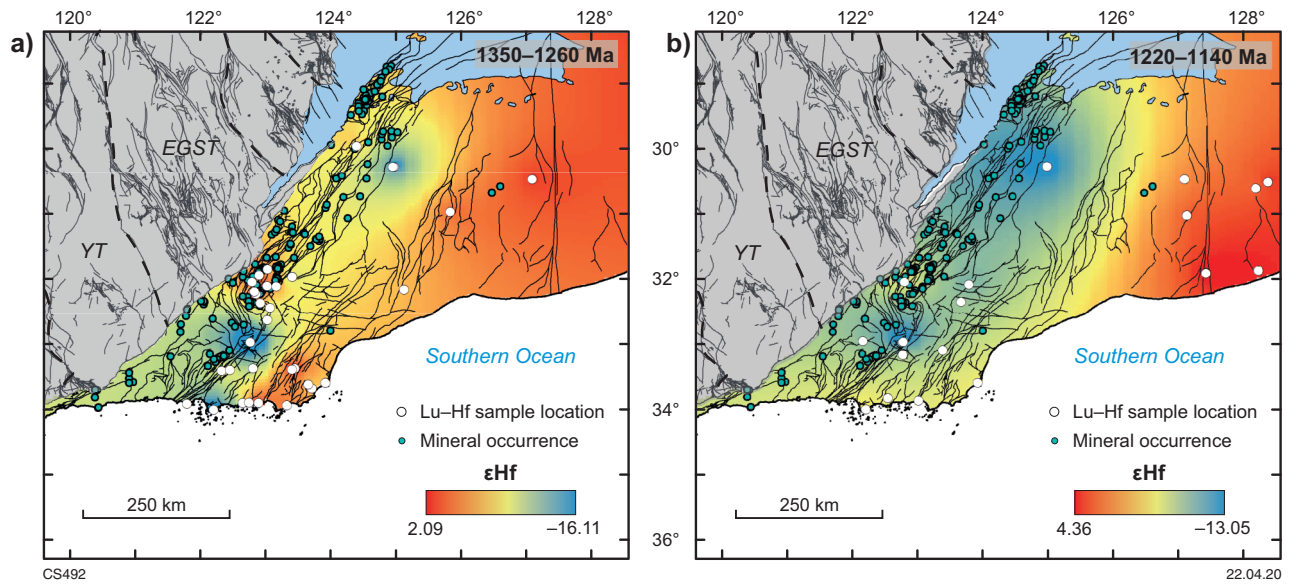 120° 122° 124° 126° 128° 120° 122° 124° 126° 128°
a) 1350–1260 Ma
b) 1220–1140 Ma
EGST
YT
EGST
YT
30°
32°
34°
36°
Southern Ocean
Lu–Hf sample location
Mineral occurrence
εHf
2.09 –16.11
250 km
Southern Ocean
Lu–Hf sample location
Mineral occurrence
εHf
4.36 –13.05
250 km
CS492 22.04.20